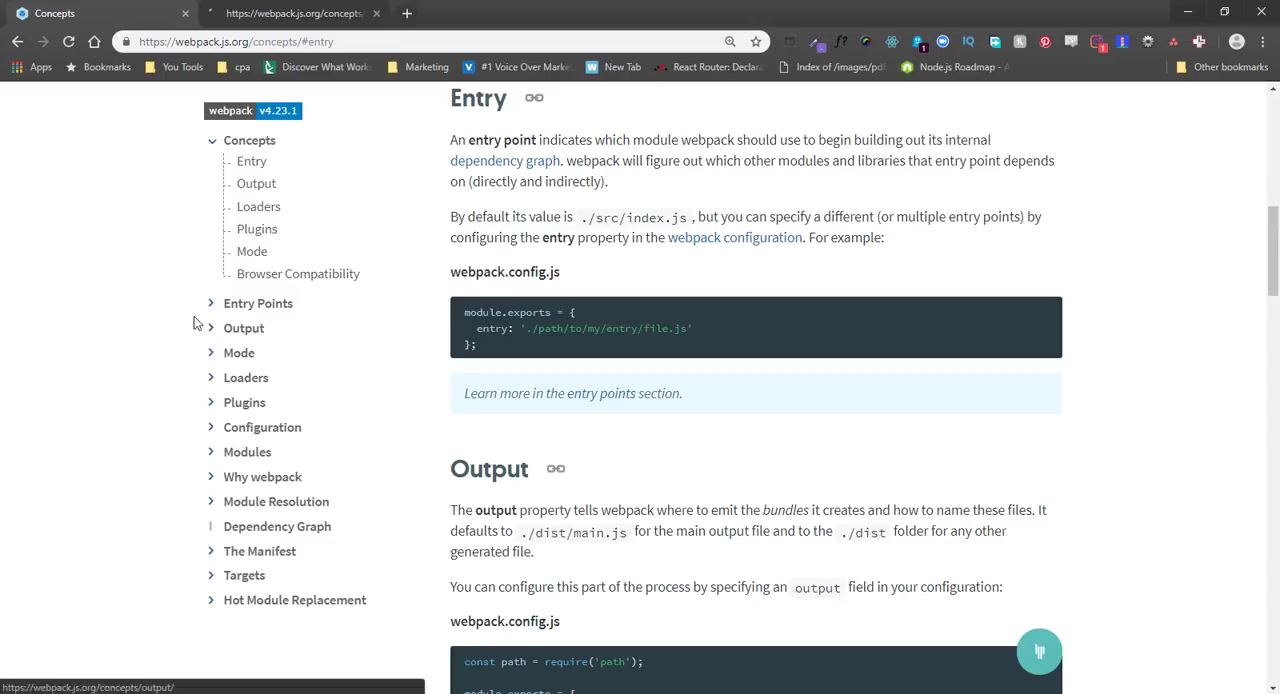 Concepts
https://webpack.js.org/concepts
https://webpack.js.org/concepts/#entry
Apps
Bookmarks
You Tools
cpa
Discover What Works
Marketing
#1 Voice Over Marke
New Tab
React Router: Declara
Index of /images/pdf
Node.js Roadmap - A
Other bookmarks
webpack v4.23.1
Concepts
Entry
Output
Loaders
Plugins
Mode
Browser Compatibility
Entry Points
Output
Mode
Loaders
Plugins
Configuration
Modules
Why webpack
Module Resolution
Dependency Graph
The Manifest
Targets
Hot Module Replacement
Entry
An entry point indicates which module webpack should use to begin building out its internal
dependency graph. webpack will figure out which other modules and libraries that entry point depends
on (directly and indirectly).
By default its value is ./src/index.js, but you can specify a different (or multiple entry points) by
configuring the entry property in the webpack configuration. For example:
webpack.config.js
module.exports = {
entry: './path/to/my/entry/file.js'
};
Learn more in the entry points section.
Output
The output property tells webpack where to emit the bundles it creates and how to name these files. It
defaults to ./dist/main.js for the main output file and to the ./dist folder for any other
generated file.
You can configure this part of the process by specifying an output field in your configuration:
webpack.config.js
const path = require('path');
module.exports = {
https://webpack.js.org/concepts/output/